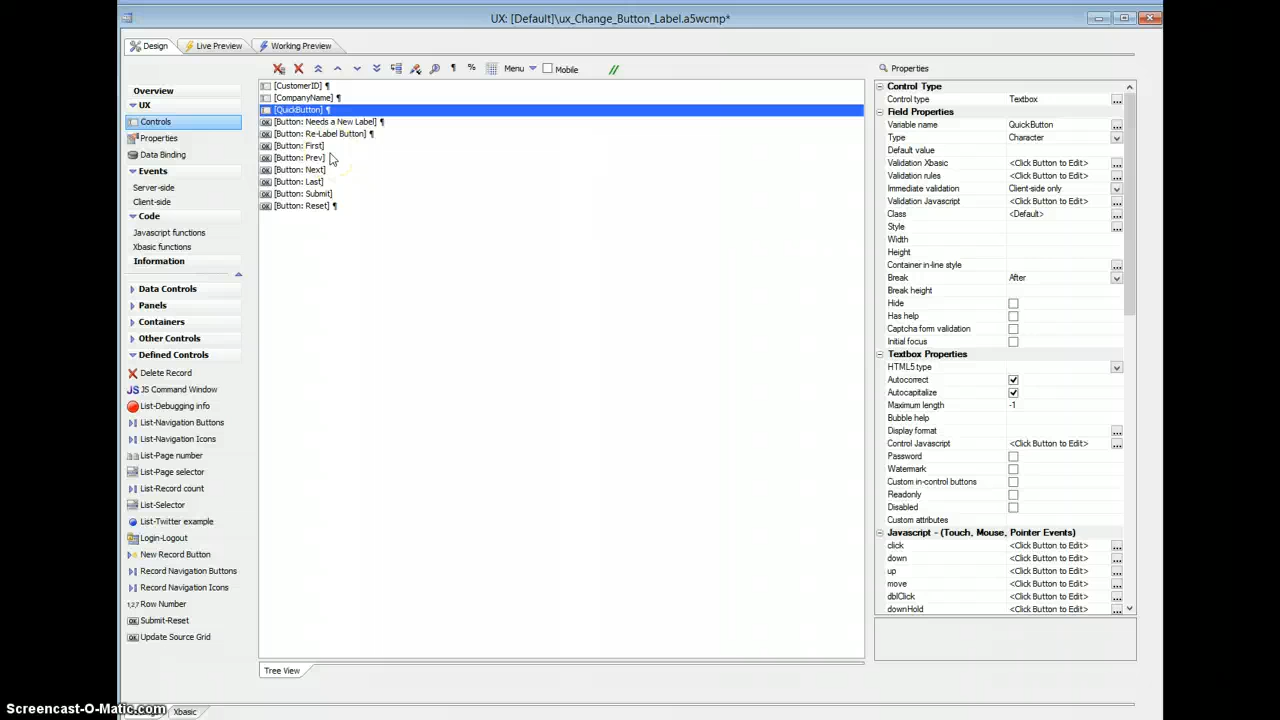 UX: [Default]\ux_Change_Button_Label.a5wcmp*
Design
Live Preview
Working Preview
Menu
Mobile
Overview
UX
Controls
Properties
Data Binding
Events
Server-side
Client-side
Code
Javascript functions
Xbasic functions
Information
Data Controls
Panels
Containers
Other Controls
Defined Controls
Delete Record
JS Command Window
List-Debugging info
List-Navigation Buttons
List-Navigation Icons
List-Page number
List-Page selector
List-Record count
List-Selector
List-Twitter example
Login-Logout
New Record Button
Record Navigation Buttons
Record Navigation Icons
1,2,7 Row Number
Submit-Reset
Update Source Grid
[CustomerID] ¶
[CompanyName] ¶
[QuickButton] ¶
[Button: Needs a New Label] ¶
[Button: Re-Label Button] ¶
[Button: First]
[Button: Prev]
[Button: Next]
[Button: Last]
[Button: Submit]
[Button: Reset] ¶
Tree View
Properties
Control Type
Control type Textbox
Field Properties
Variable name QuickButton
Type Character
Default value
Validation Xbasic <Click Button to Edit>
Validation rules <Click Button to Edit>
Immediate validation Client-side only
Validation Javascript <Click Button to Edit>
Class <Default>
Style
Width
Height
Container in-line style
Break After
Break height
Hide
Has help
Captcha form validation
Initial focus
Textbox Properties
HTML5 type
Autocorrect
Autocapitalize
Maximum length -1
Bubble help
Display format
Control Javascript <Click Button to Edit>
Password
Watermark
Custom in-control buttons
Readonly
Disabled
Custom attributes
Javascript - (Touch, Mouse, Pointer Events)
click <Click Button to Edit>
down <Click Button to Edit>
up <Click Button to Edit>
move <Click Button to Edit>
dblClick <Click Button to Edit>
downHold <Click Button to Edit>
Screencast-O-Matic.com
Xbasic